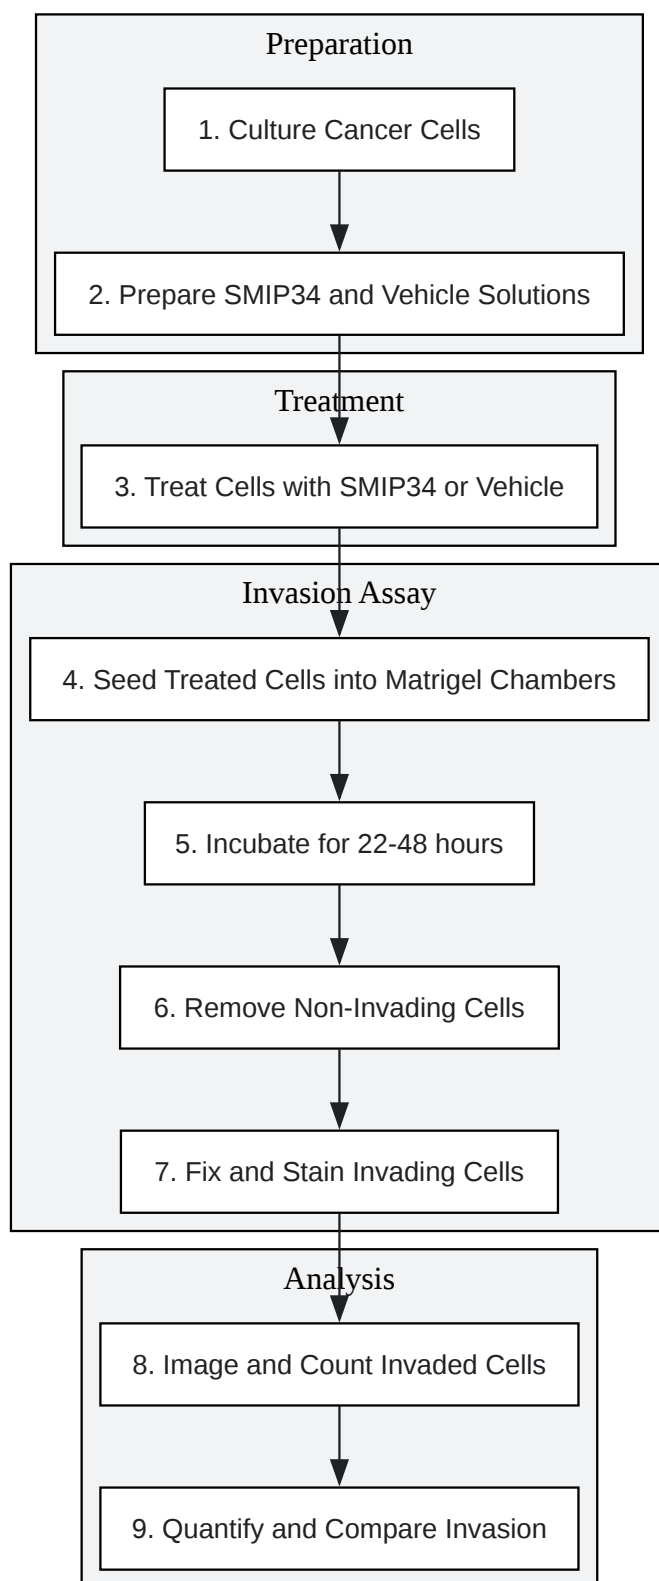 Preparation
1. Culture Cancer Cells
2. Prepare SMIP34 and Vehicle Solutions
Treatment
3. Treat Cells with SMIP34 or Vehicle
Invasion Assay
4. Seed Treated Cells into Matrigel Chambers
5. Incubate for 22-48 hours
6. Remove Non-Invading Cells
7. Fix and Stain Invading Cells
Analysis
8. Image and Count Invaded Cells
9. Quantify and Compare Invasion